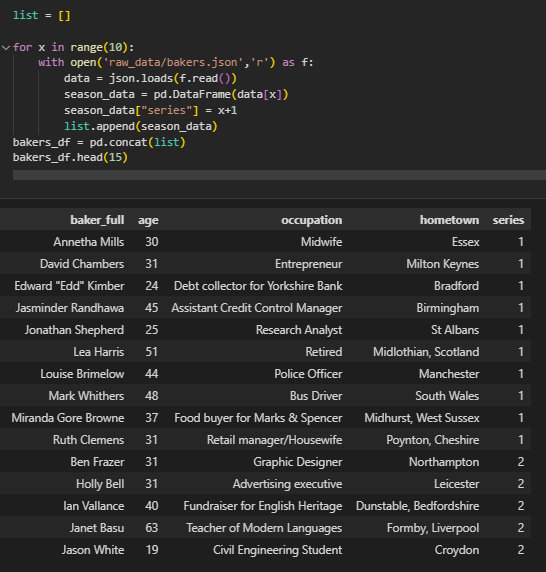 list = []
for x in range(10):
    with open('raw_data/bakers.json','r') as f:
        data = json.loads(f.read())
        season_data = pd.DataFrame(data[x])
        season_data["series"] = x+1
        list.append(season_data)
bakers_df = pd.concat(list)
bakers_df.head(15)
baker_full age occupation hometown series
Annetha Mills 30 Midwife Essex 1
David Chambers 31 Entrepreneur Milton Keynes 1
Edward "Edd" Kimber 24 Debt collector for Yorkshire Bank Bradford 1
Jasminder Randhawa 45 Assistant Credit Control Manager Birmingham 1
Jonathan Shepherd 25 Research Analyst St Albans 1
Lea Harris 51 Retired Midlothian, Scotland 1
Louise Brimelow 44 Police Officer Manchester 1
Mark Whithers 48 Bus Driver South Wales 1
Miranda Gore Browne 37 Food buyer for Marks & Spencer Midhurst, West Sussex 1
Ruth Clemens 31 Retail manager/Housewife Poynton, Cheshire 1
Ben Frazer 31 Graphic Designer Northampton 2
Holly Bell 31 Advertising executive Leicester 2
Ian Vallance 40 Fundraiser for English Heritage Dunstable, Bedfordshire 2
Janet Basu 63 Teacher of Modern Languages Formby, Liverpool 2
Jason White 19 Civil Engineering Student Croydon 2